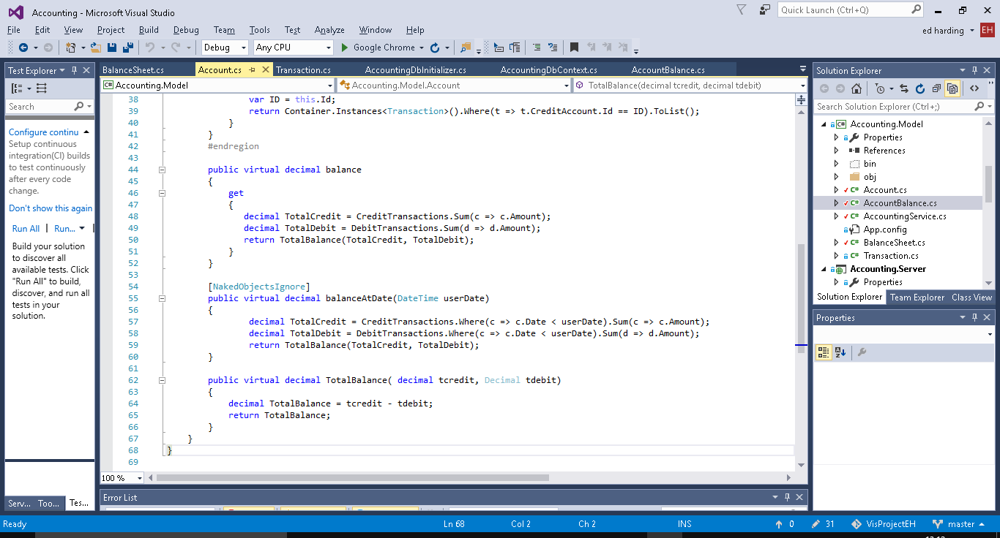 Accounting - Microsoft Visual Studio
Quick Launch (Ctrl+Q)
File Edit View Project Build Debug Team Tools Test Analyze Window Help
ed harding EH
Debug Any CPU Google Chrome
Test Explorer
Search
Configure continu
Setup continuous
integration(CI) builds
to test continuously
after every code
change.
Don't show this again
Run All | Run... |
Build your solution
to discover all
available tests. Click
"Run All" to build,
discover, and run all
tests in your
solution.
Serv... Too... Tes...
BalanceSheet.cs Account.cs Transaction.cs AccountingDbInitializer.cs AccountingDbContext.cs AccountBalance.cs
C# Accounting.Model Accounting.Model.Account TotalBalance(decimal tcredit, decimal tdebit)
38 var ID = this.Id;
39 return Container.Instances<Transaction>().Where(t => t.CreditAccount.Id == ID).ToList();
40 }
41 }
42 #endregion
43
44 public virtual decimal balance
45 {
46 get
47 {
48 decimal TotalCredit = CreditTransactions.Sum(c => c.Amount);
49 decimal TotalDebit = DebitTransactions.Sum(d => d.Amount);
50 return TotalBalance(TotalCredit, TotalDebit);
51 }
52 }
53
54 [NakedObjectsIgnore]
55 public virtual decimal balanceAtDate(DateTime userDate)
56 {
57 decimal TotalCredit = CreditTransactions.Where(c => c.Date < userDate).Sum(c => c.Amount);
58 decimal TotalDebit = DebitTransactions.Where(c => c.Date < userDate).Sum(d => d.Amount);
59 return TotalBalance(TotalCredit, TotalDebit);
60 }
61
62 public virtual decimal TotalBalance( decimal tcredit, Decimal tdebit)
63 {
64 decimal TotalBalance = tcredit - tdebit;
65 return TotalBalance;
66 }
67 }
68 }
69
100 %
Error List
Solution Explorer
Search Solution Explorer (Ctrl+;)
C# Accounting.Model
Properties
References
bin
obj
C# Account.cs
C# AccountBalance.cs
C# AccountingService.cs
App.config
C# BalanceSheet.cs
C# Transaction.cs
Accounting.Server
Properties
Solution Explorer Team Explorer Class View
Properties
Ready Ln 68 Col 2 Ch 2 INS 0 31 VisProjectEH master